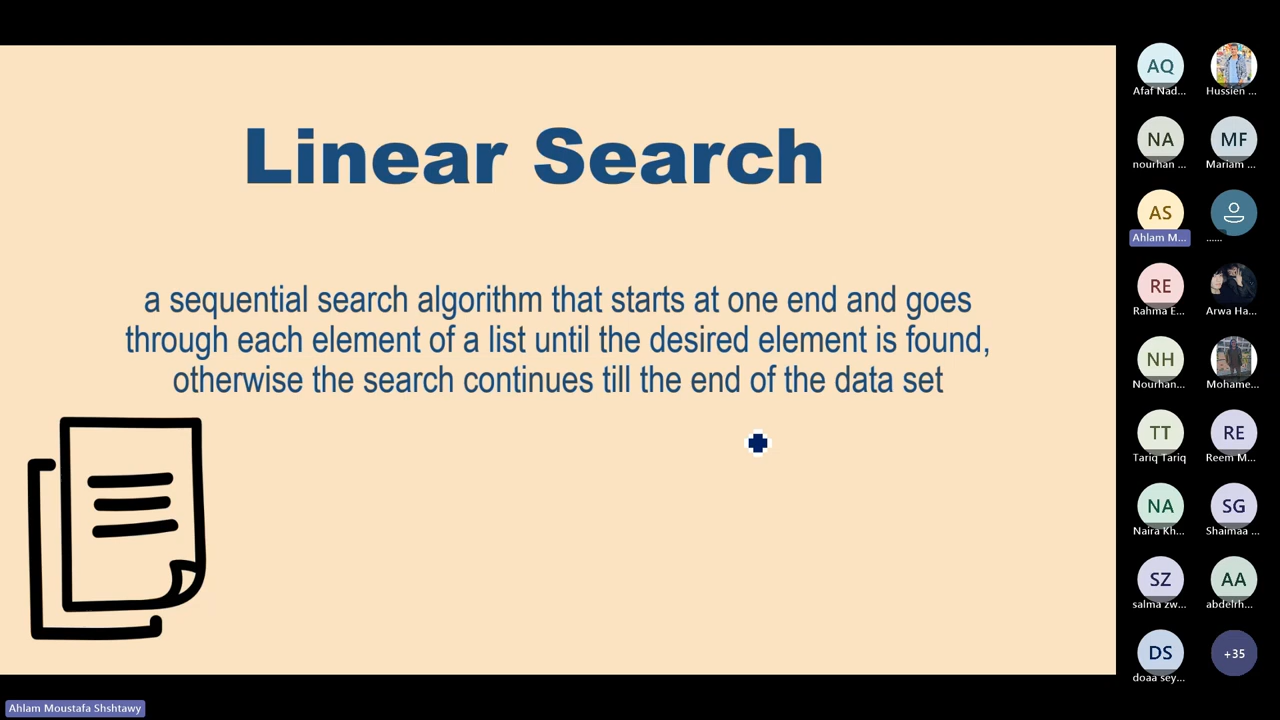 Linear Search
a sequential search algorithm that starts at one end and goes
through each element of a list until the desired element is found,
otherwise the search continues till the end of the data set
AQ
Afaf Nad...
Hussien ...
NA
nourhan ...
MF
Mariam ...
AS
Ahlam M...
......
RE
Rahma E...
Arwa Ha...
NH
Nourhan...
Mohame...
TT
Tariq Tariq
RE
Reem M...
NA
Naira Kh...
SG
Shaimaa ...
SZ
salma zw...
AA
abdelrh...
DS
doaa sey...
+35
Ahlam Moustafa Shshtawy